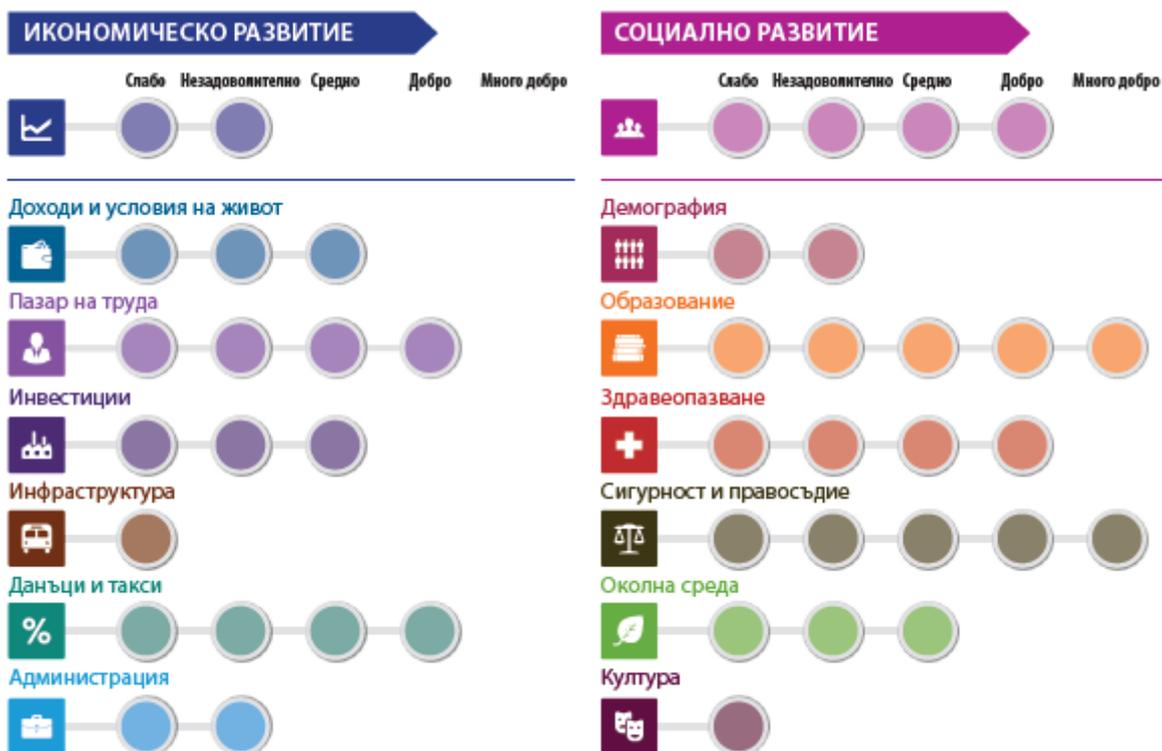 ИКОНОМИЧЕСКО РАЗВИТИЕ
Слабо Незадоволително Средно Добро Много добро
Доходи и условия на живот
Пазар на труда
Инвестиции
Инфраструктура
Данъци и такси
%
Администрация
СОЦИАЛНО РАЗВИТИЕ
Слабо Незадоволително Средно Добро Много добро
Демография
Образование
Здравеопазване
Сигурност и правосъдие
Околна среда
Култура